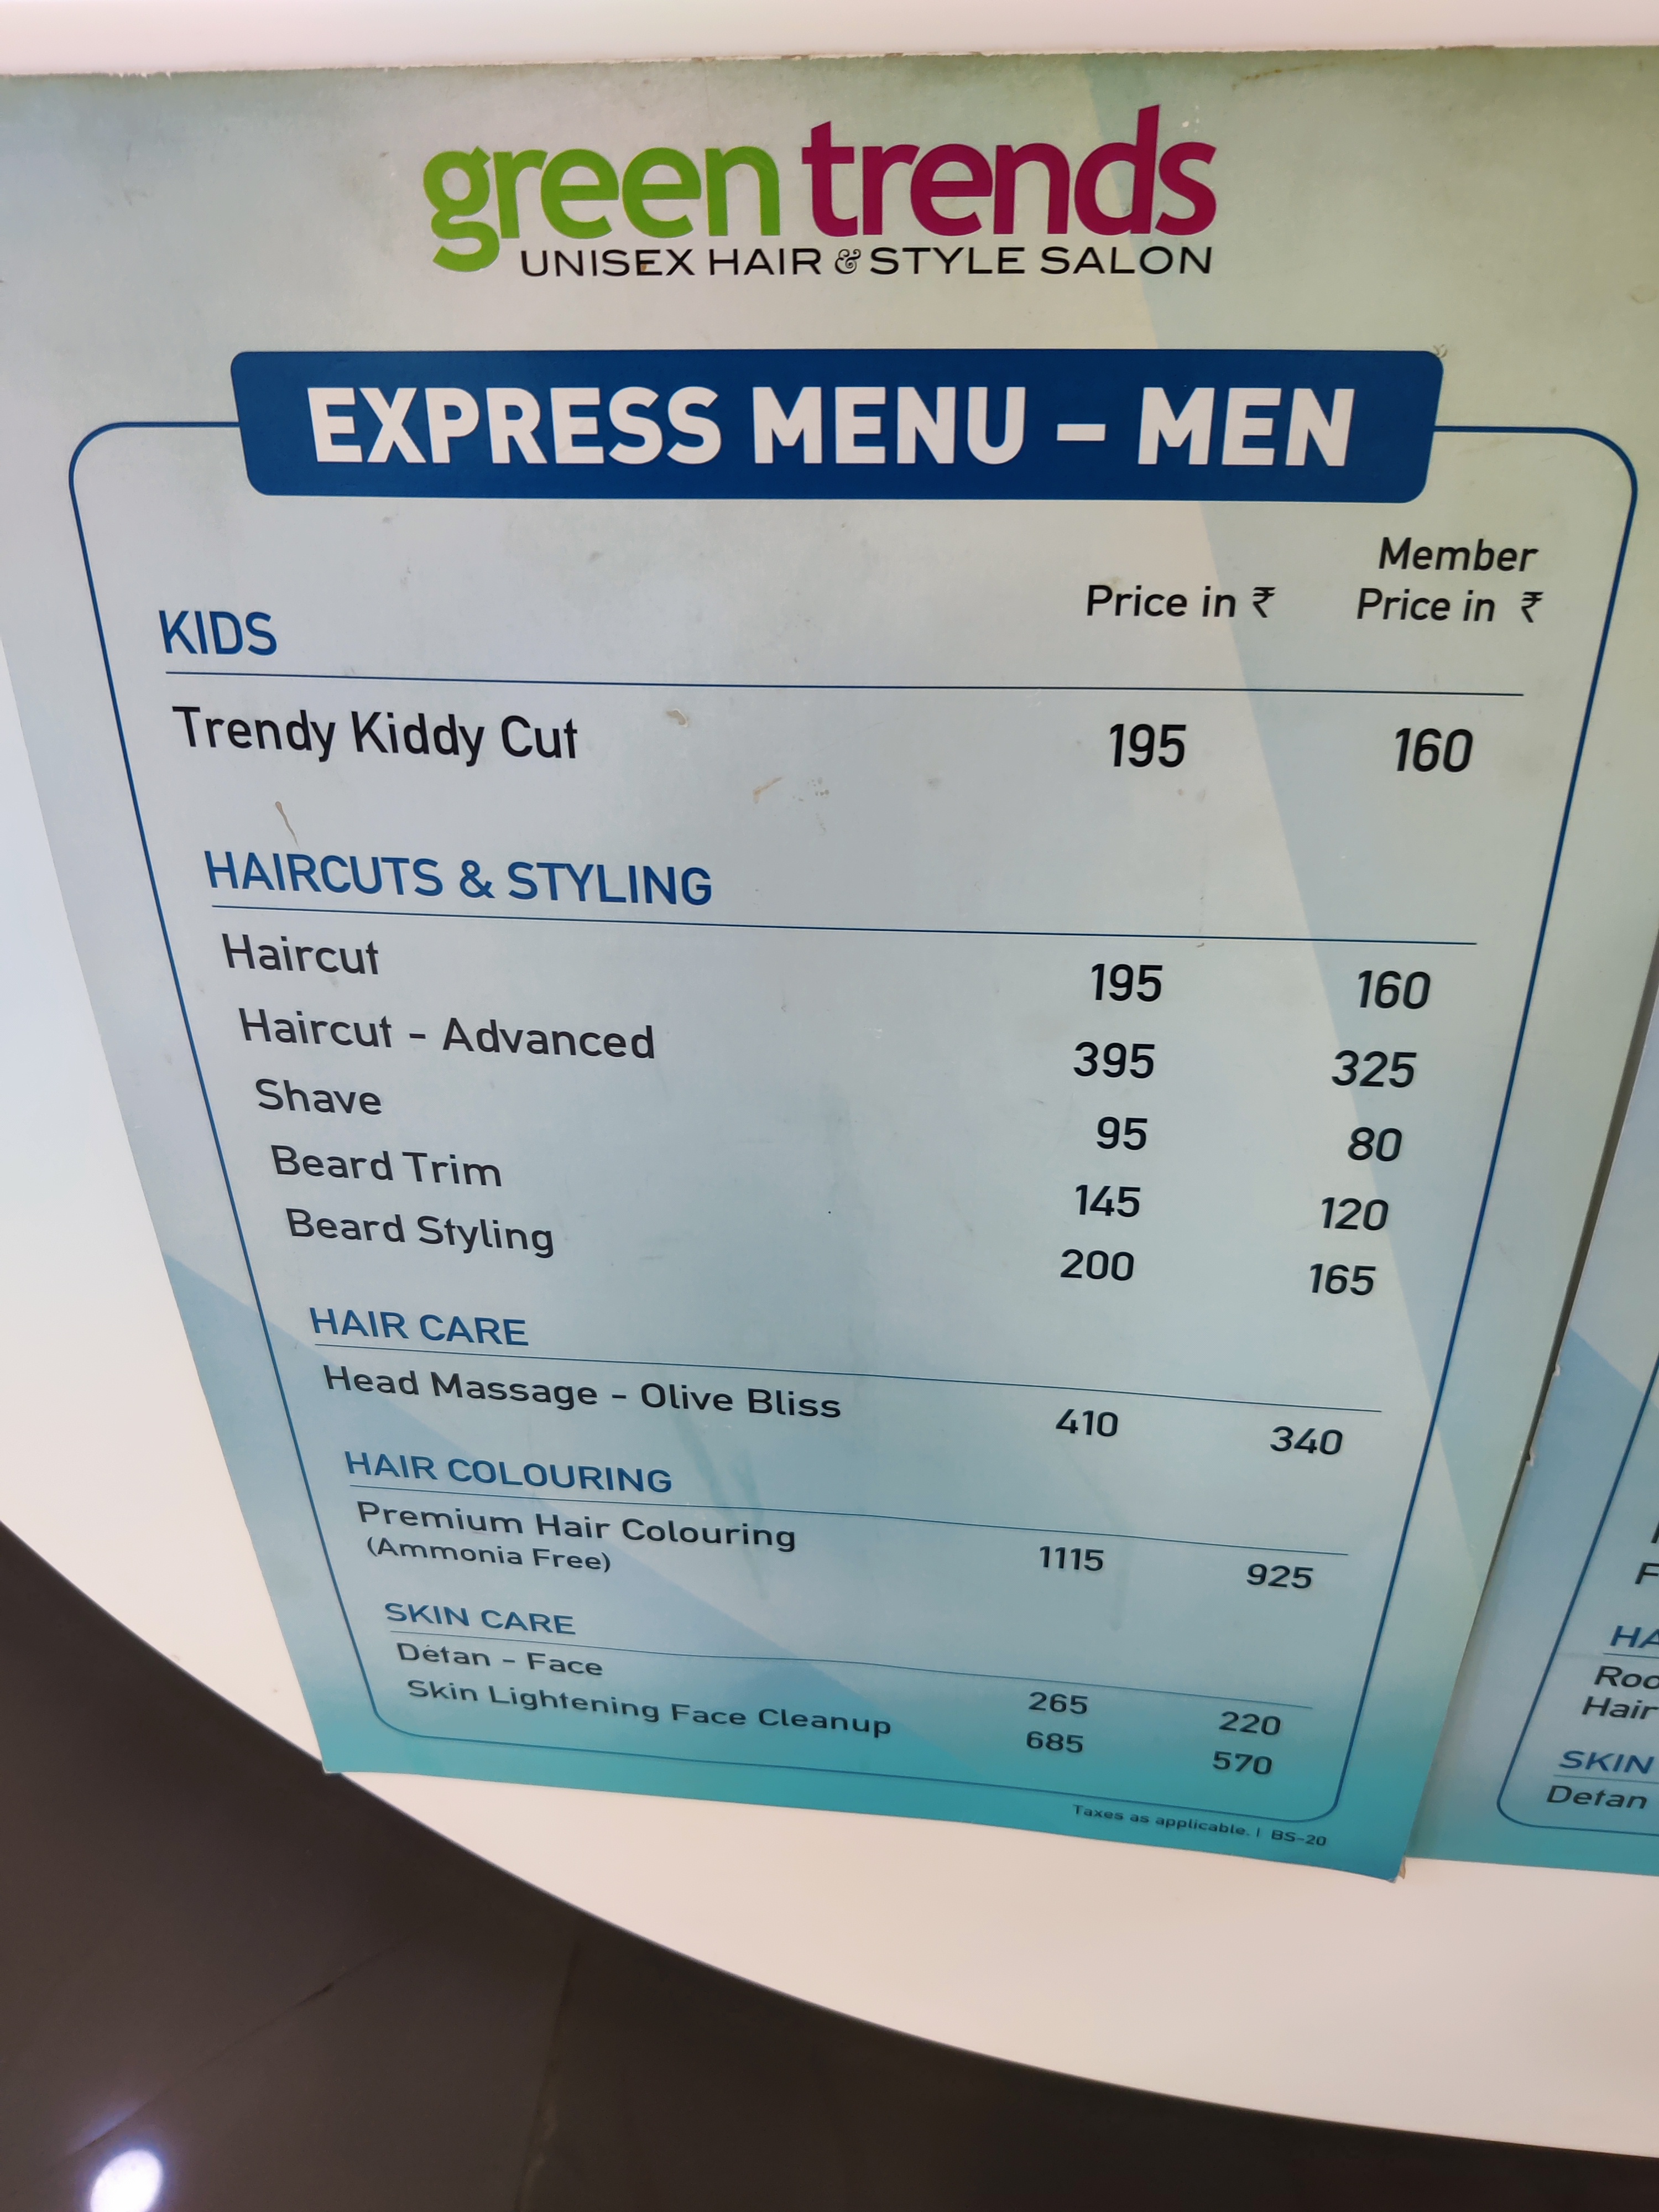 green trends
UNISEX HAIR & STYLE SALON
EXPRESS MENU – MEN
Price in ₹ Member Price in ₹
KIDS
Trendy Kiddy Cut 195 160
HAIRCUTS & STYLING
Haircut 195 160
Haircut - Advanced 395 325
Shave 95 80
Beard Trim 145 120
Beard Styling 200 165
HAIR CARE
Head Massage - Olive Bliss 410 340
HAIR COLOURING
Premium Hair Colouring 1115 925
(Ammonia Free)
SKIN CARE
Detan - Face 265 220
Skin Lightening Face Cleanup 685 570
Taxes as applicable. | BS-20
Hair
SKIN
Detan